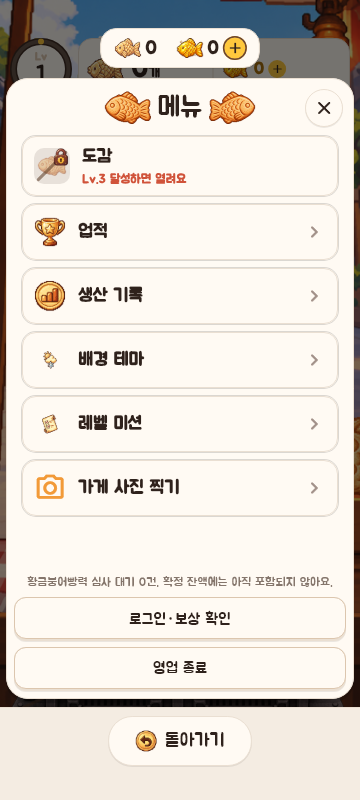 0 0
Lv
1
메뉴
도감
Lv.3 달성하면 열려요
업적
생산 기록
배경 테마
레벨 미션
가게 사진 찍기
황금붕어빵력 심사 대기 0건, 확정 잔액에는 아직 포함되지 않아요.
로그인·보상 확인
영업 종료
돌아가기